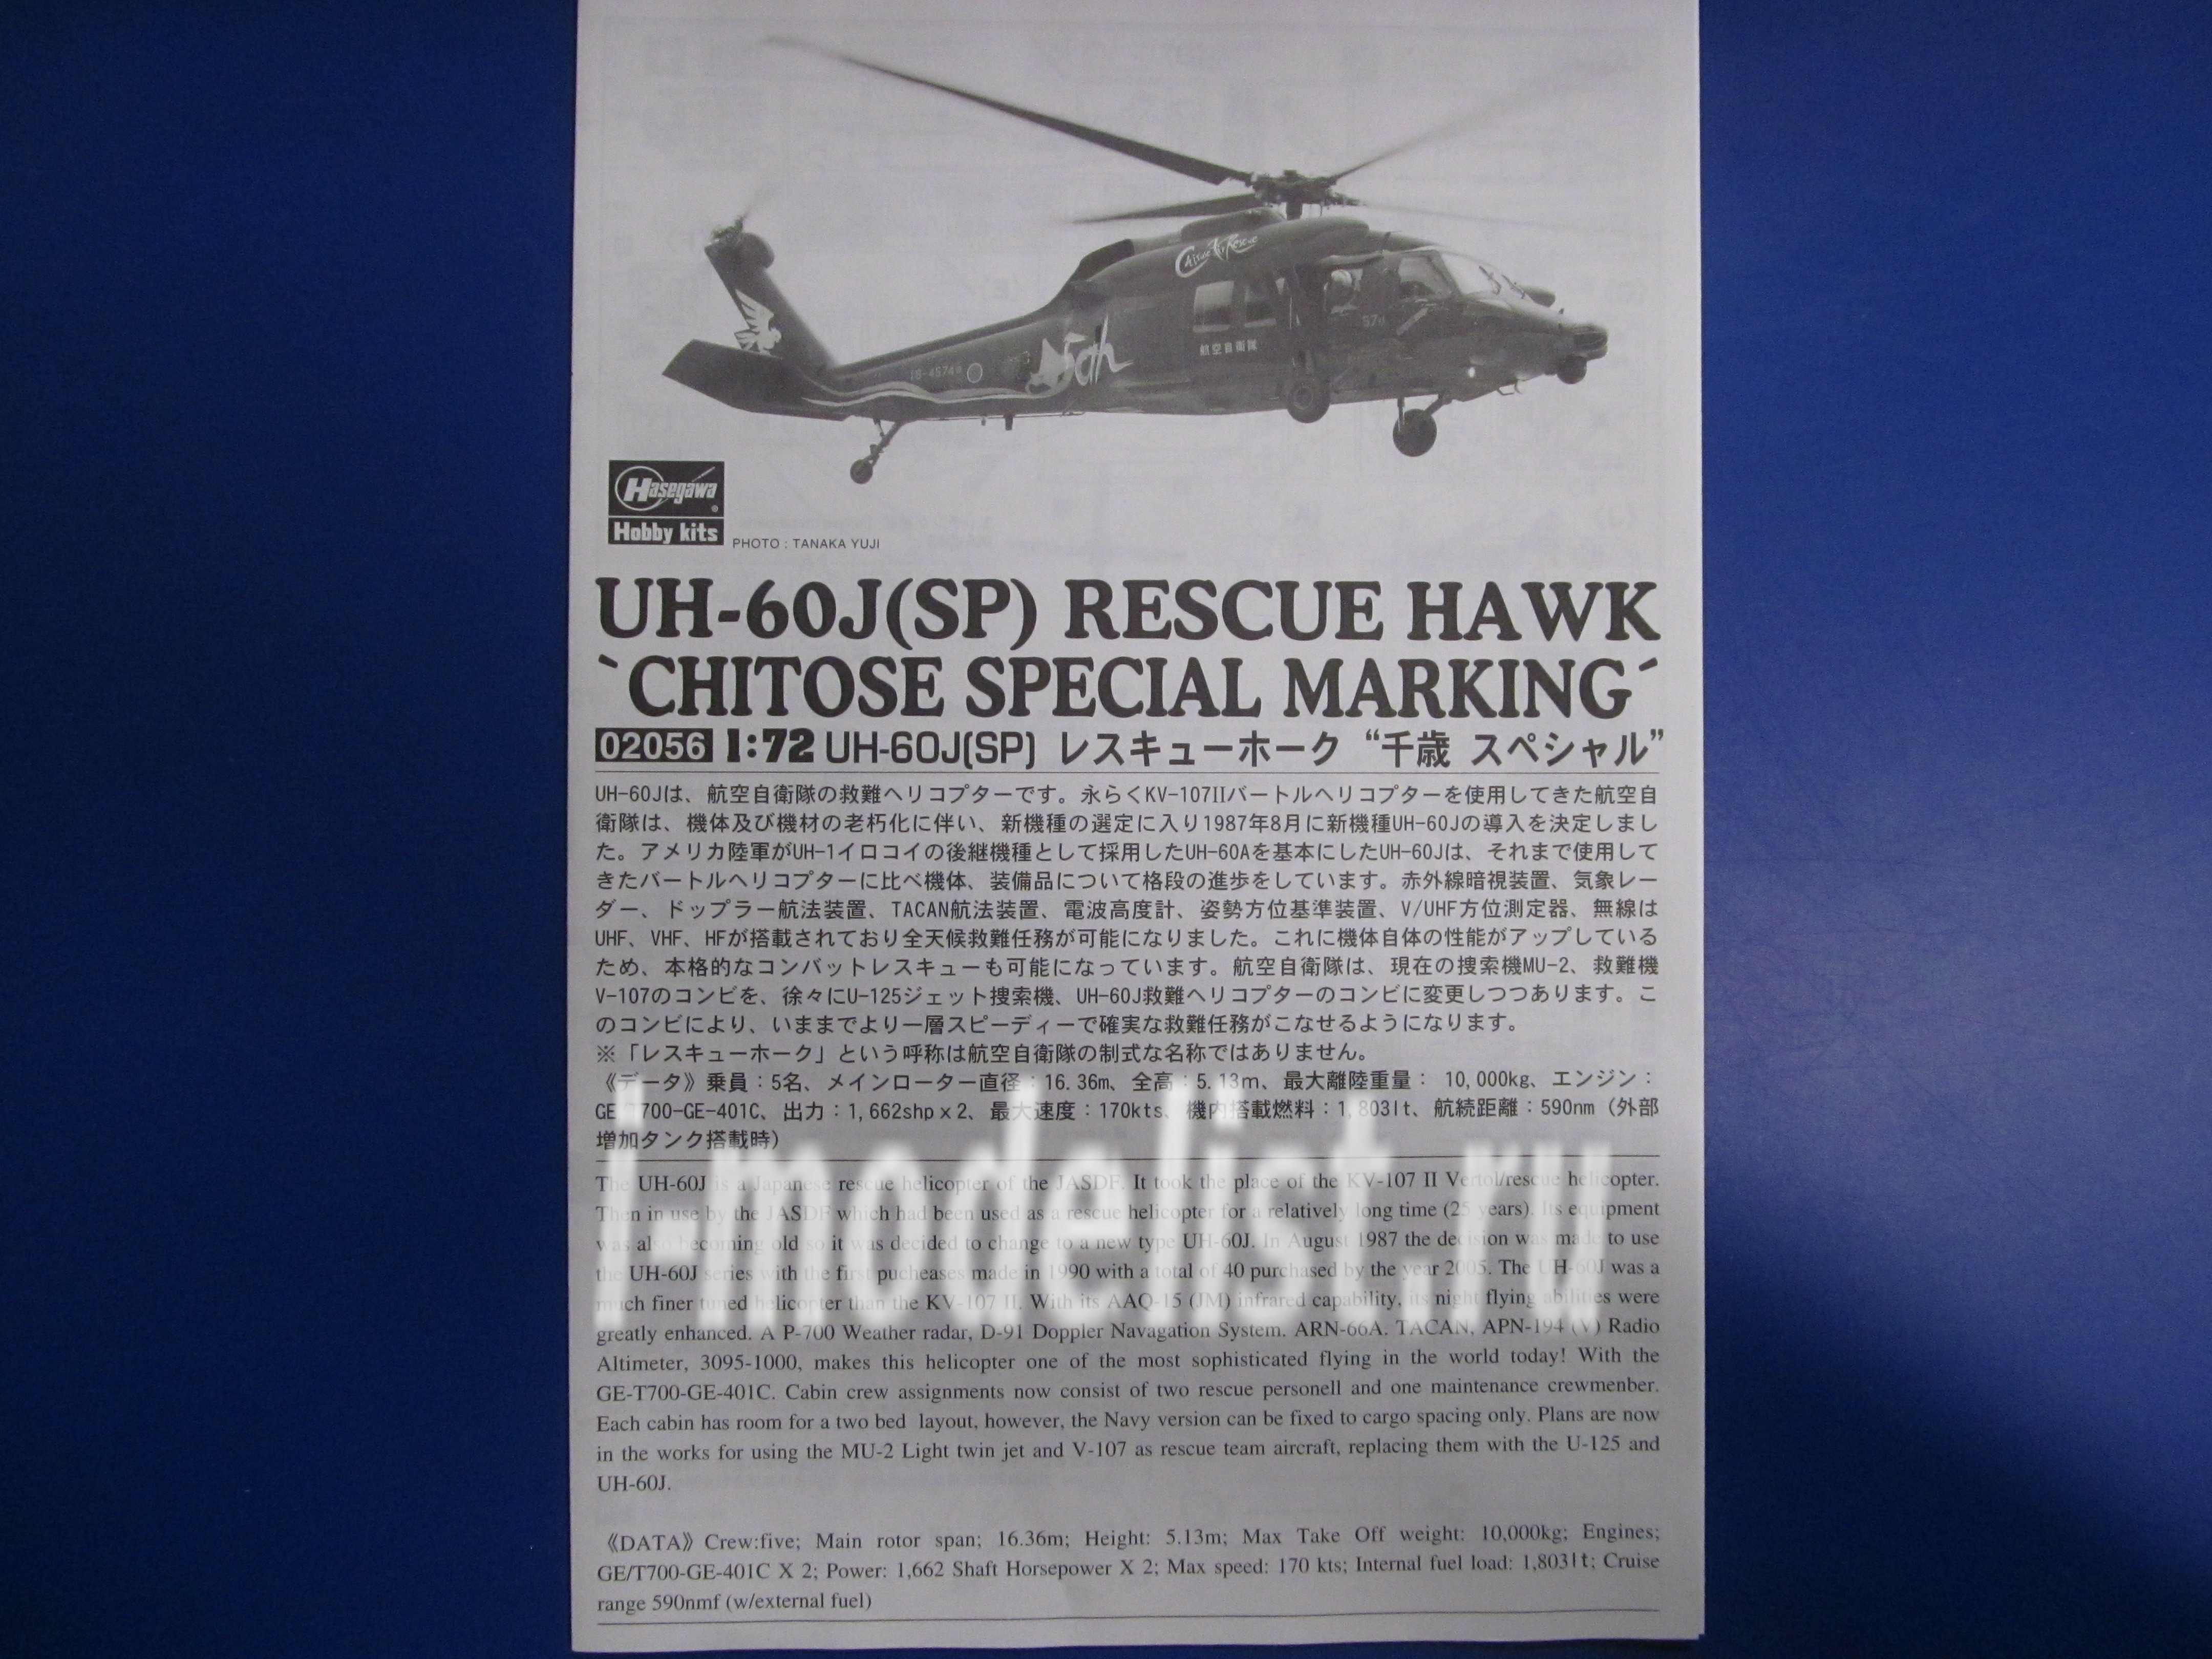 Chitose Air Rescue
50th
航空自衛隊
Hasegawa
Hobby kits
PHOTO : TANAKA YUJI
UH-60J(SP) RESCUE HAWK
`CHITOSE SPECIAL MARKING´
02056 1:72 UH-60J(SP) レスキューホーク “千歳 スペシャル”
UH-60Jは、航空自衛隊の救難ヘリコプターです。永らくKV-107IIバートルヘリコプターを使用してきた航空自
衛隊は、機体及び機材の老朽化に伴い、新機種の選定に入り1987年8月に新機種UH-60Jの導入を決定しまし
た。アメリカ陸軍がUH-1イロコイの後継機種として採用したUH-60Aを基本にしたUH-60Jは、それまで使用して
きたバートルヘリコプターに比べ機体、装備品について格段の進歩をしています。赤外線暗視装置、気象レー
ダー、ドップラー航法装置、TACAN航法装置、電波高度計、姿勢方位基準装置、V/UHF方位測定器、無線は
UHF、VHF、HFが搭載されており全天候救難任務が可能になりました。これに機体自体の性能がアップしている
ため、本格的なコンバットレスキューも可能になっています。航空自衛隊は、現在の捜索機MU-2、救難機
V-107のコンビを、徐々にU-125ジェット捜索機、UH-60J救難ヘリコプターのコンビに変更しつつあります。こ
のコンビにより、いままでより一層スピーディーで確実な救難任務がこなせるようになります。
※「レスキューホーク」という呼称は航空自衛隊の制式な名称ではありません。
《データ》乗員：5名、メインローター直径：16.36m、全高：5.13m、最大離陸重量： 10,000kg、エンジン：
GE/T700-GE-401C、出力：1,662shp×2、最大速度：170kts、機内搭載燃料：1,803lt、航続距離：590nm（外部
増加タンク搭載時）
i-modelist.ru
The UH-60J is a Japanese rescue helicopter of the JASDF. It took the place of the KV-107 II Vertol/rescue helicopter.
Then in use by the JASDF which had been used as a rescue helicopter for a relatively long time (25 years). Its equipment
was also becoming old so it was decided to change to a new type UH-60J. In August 1987 the decision was made to use
the UH-60J series with the first pucheases made in 1990 with a total of 40 purchased by the year 2005. The UH-60J was a
much finer tuned helicopter than the KV-107 II. With its AAQ-15 (JM) infrared capability, its night flying abilities were
greatly enhanced. A P-700 Weather radar, D-91 Doppler Navagation System. ARN-66A. TACAN, APN-194 (V) Radio
Altimeter, 3095-1000, makes this helicopter one of the most sophisticated flying in the world today! With the
GE-T700-GE-401C. Cabin crew assignments now consist of two rescue personell and one maintenance crewmenber.
Each cabin has room for a two bed layout, however, the Navy version can be fixed to cargo spacing only. Plans are now
in the works for using the MU-2 Light twin jet and V-107 as rescue team aircraft, replacing them with the U-125 and
UH-60J.
《DATA》Crew:five; Main rotor span; 16.36m; Height: 5.13m; Max Take Off weight: 10,000kg; Engines;
GE/T700-GE-401C X 2; Power: 1,662 Shaft Horsepower X 2; Max speed: 170 kts; Internal fuel load: 1,803lt; Cruise
range 590nmf (w/external fuel)